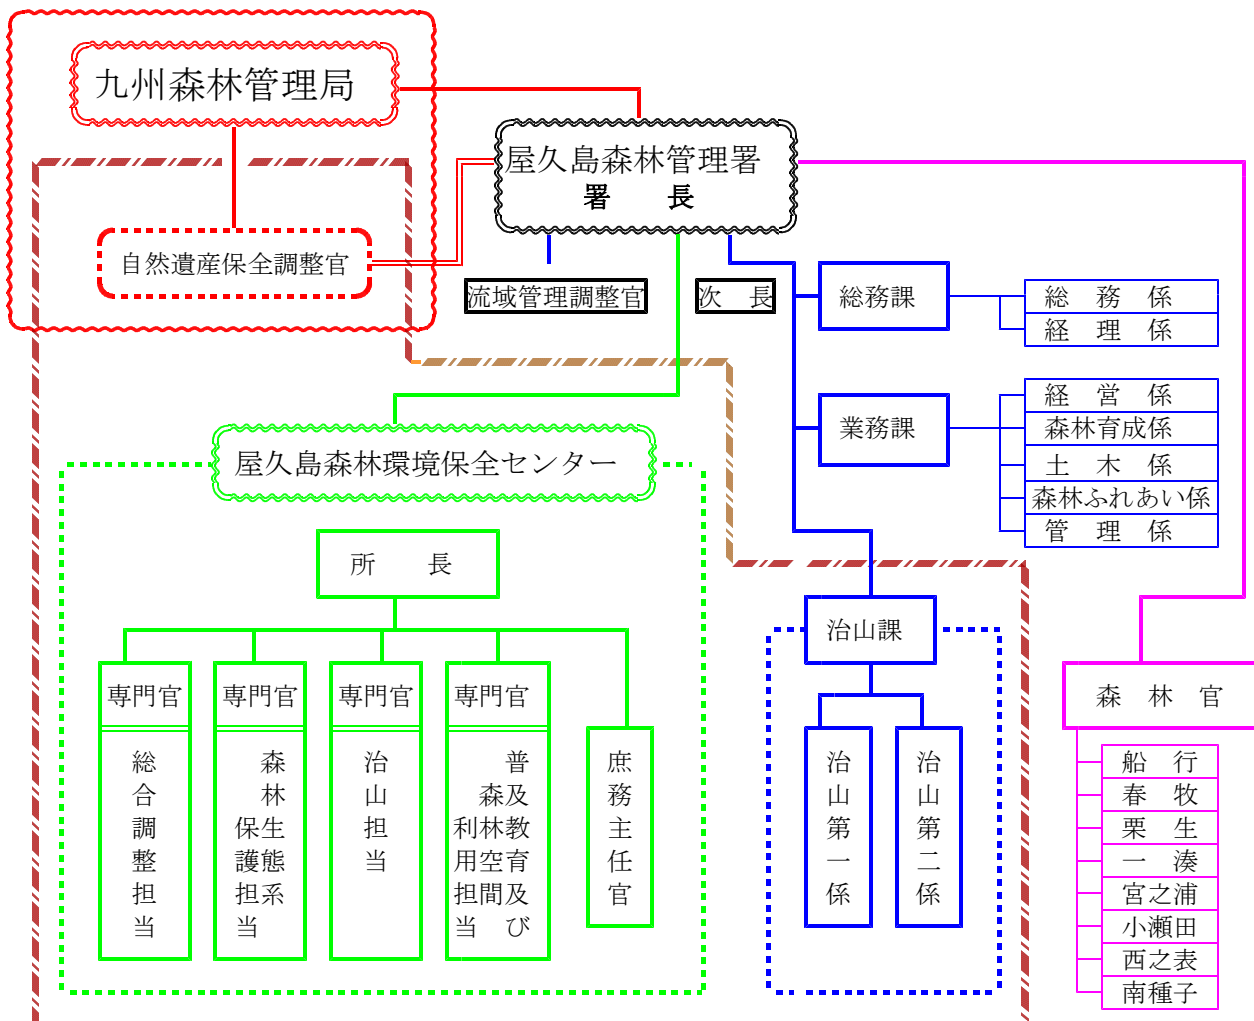 九州森林管理局
屋久島森林管理署
署　長
自然遺産保全調整官
流域管理調整官
次　長
総務課
総　務　係
経　理　係
業務課
経　営　係
森林育成係
土　木　係
森林ふれあい係
管　理　係
屋久島森林環境保全センター
所　長
専門官
総合調整担当
専門官
森林生態系
保護担当
専門官
治山担当
専門官
普及教育及び
森林空間
利用担当
庶務主任官
治山課
治山第一係
治山第二係
森　林　官
船　行
春　牧
栗　生
一　湊
宮之浦
小瀬田
西之表
南種子